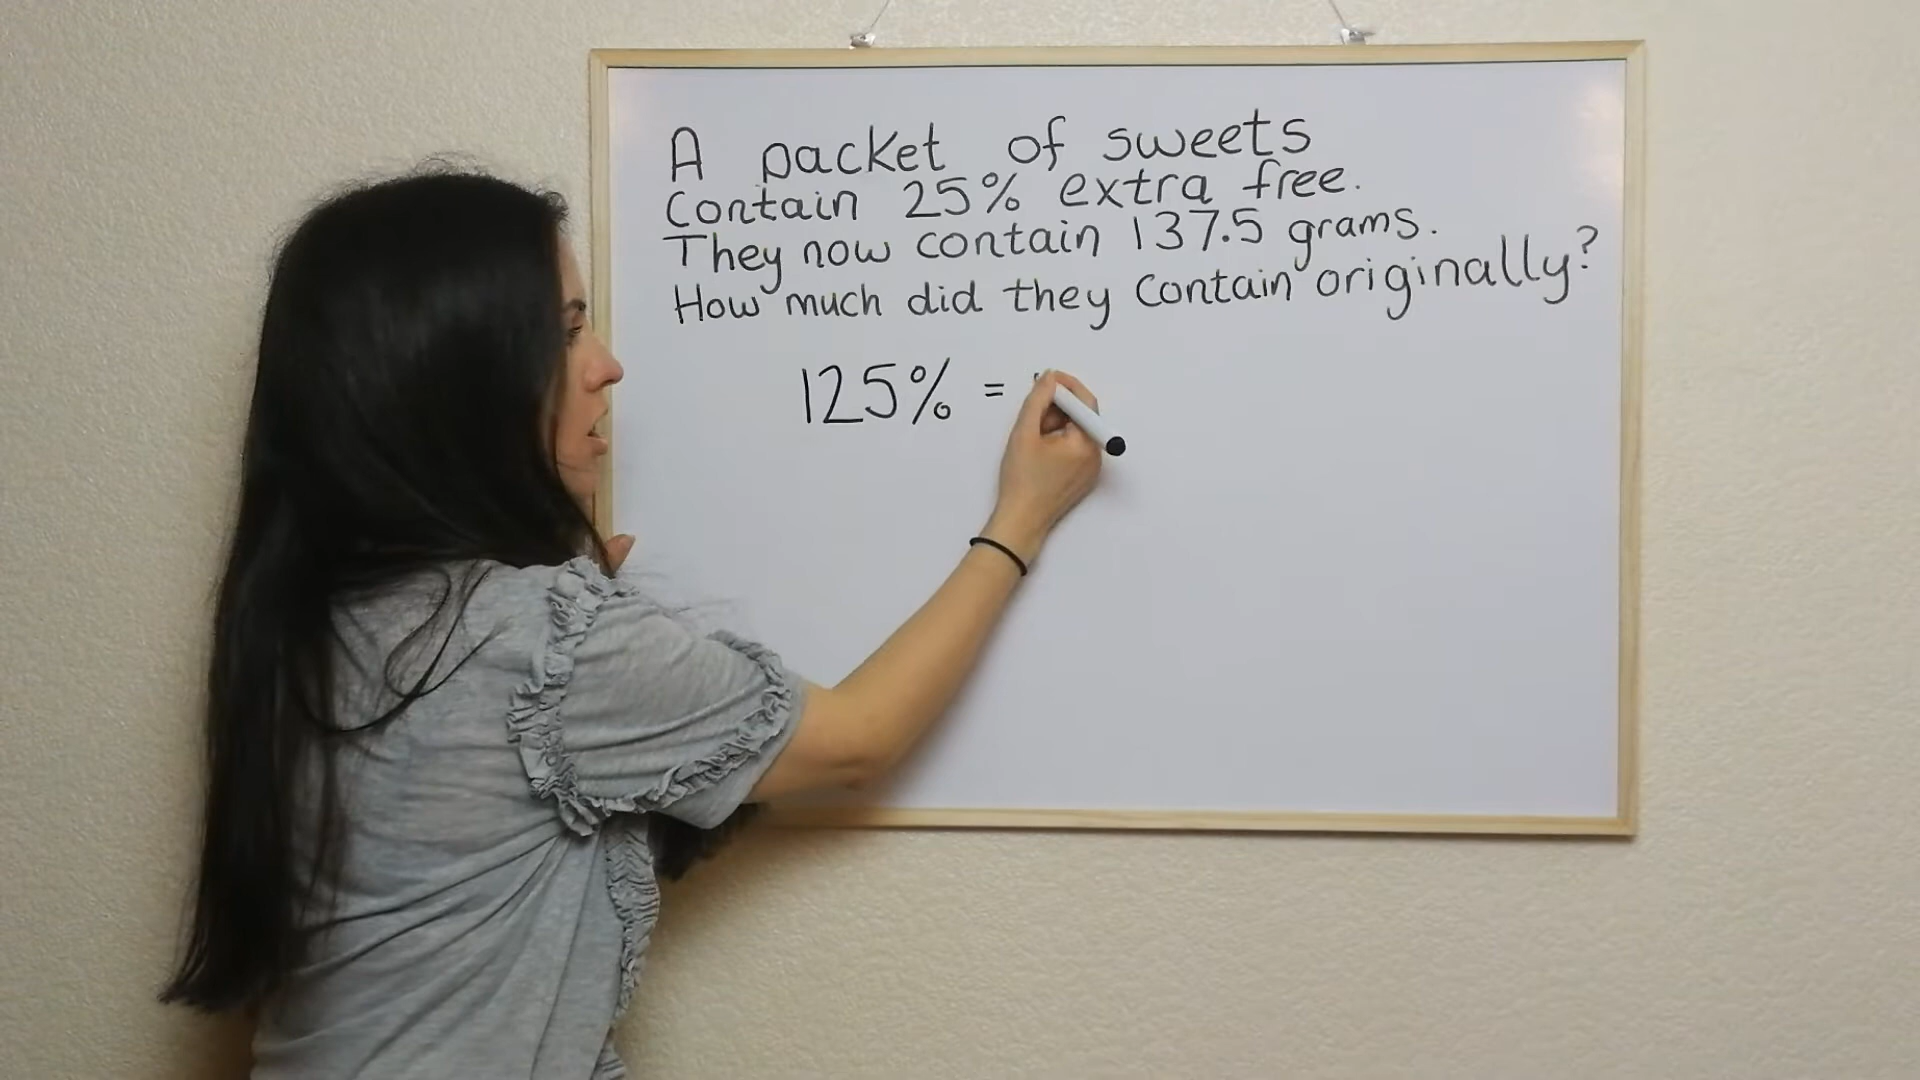 A packet of sweets
Contain 25% extra free.
They now contain 137.5 grams.
How much did they contain originally?
125% =